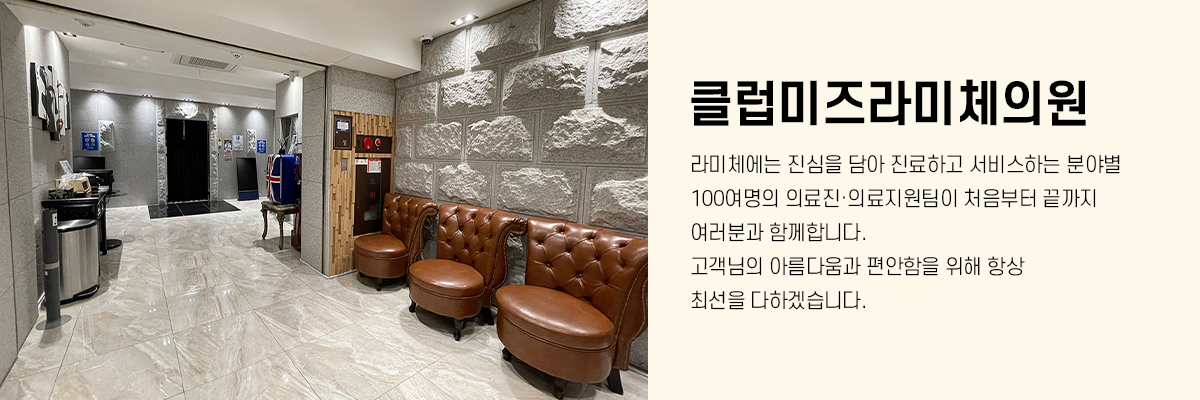 클럽미즈라미체의원
라미체에는 진심을 담아 진료하고 서비스하는 분야별
100여명의 의료진·의료지원팀이 처음부터 끝까지
여러분과 함께합니다.
고객님의 아름다움과 편안함을 위해 항상
최선을 다하겠습니다.